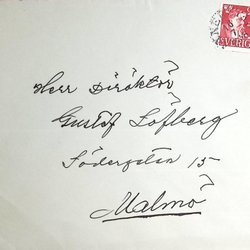 SVERIGE
Herr Direktör
Gustaf Löfberg
Södergatan 15
Malmö